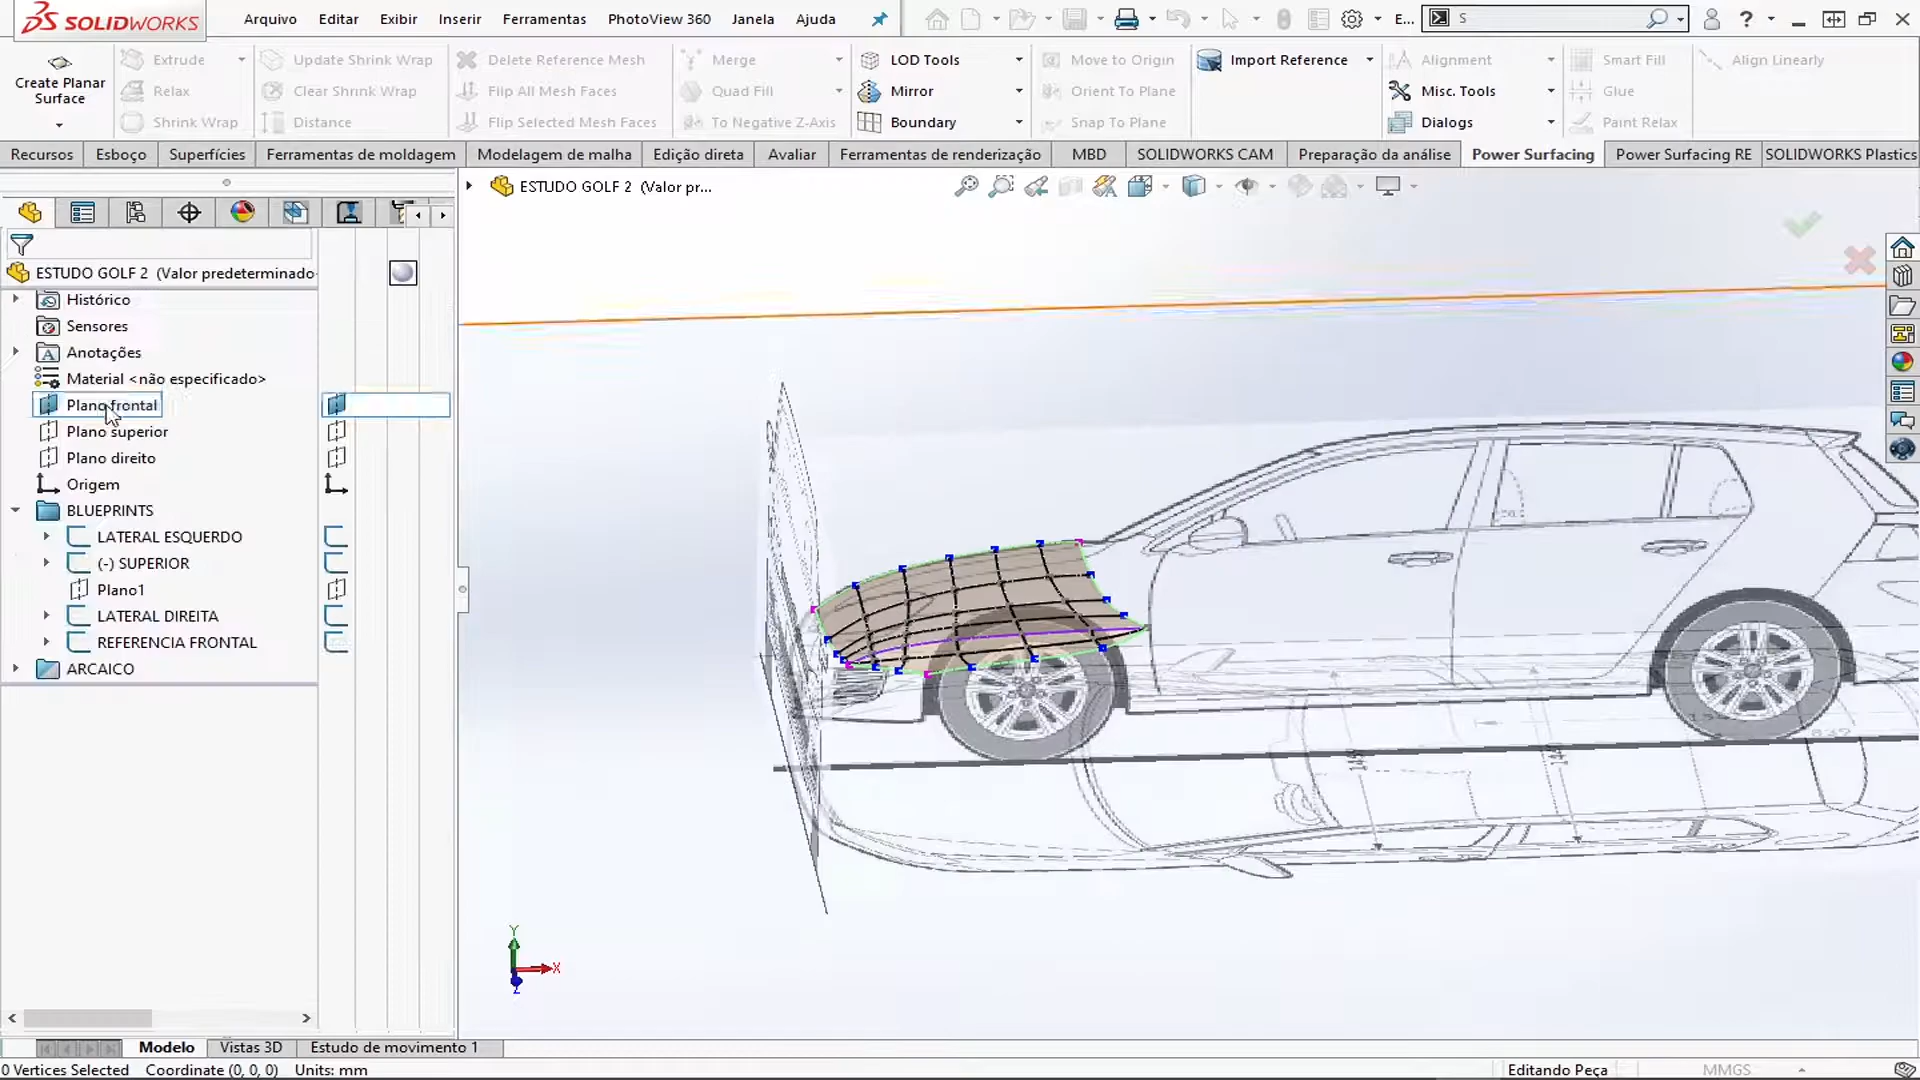 SOLIDWORKS
Arquivo Editar Exibir Inserir Ferramentas PhotoView 360 Janela Ajuda E... S ?
Create Planar Surface
Extrude Update Shrink Wrap Delete Reference Mesh Merge LOD Tools Move to Origin Import Reference Alignment Smart Fill Align Linearly
Relax Clear Shrink Wrap Flip All Mesh Faces Quad Fill Mirror Orient To Plane Misc. Tools Glue
Shrink Wrap Distance Flip Selected Mesh Faces To Negative Z-Axis Boundary Snap To Plane Dialogs Paint Relax
Recursos Esboço Superfícies Ferramentas de moldagem Modelagem de malha Edição direta Avaliar Ferramentas de renderização MBD SOLIDWORKS CAM Preparação da análise Power Surfacing Power Surfacing RE SOLIDWORKS Plastics
ESTUDO GOLF 2 (Valor pr...
ESTUDO GOLF 2 (Valor predeterminado
Histórico
Sensores
Anotações
Material <não especificado>
Plano frontal
Plano superior
Plano direito
Origem
BLUEPRINTS
LATERAL ESQUERDO
(-) SUPERIOR
Plano1
LATERAL DIREITA
REFERENCIA FRONTAL
ARCAICO
Y
X
Z
Modelo Vistas 3D Estudo de movimento 1
0 Vertices Selected Coordinate (0, 0, 0) Units: mm Editando Peça MMGS